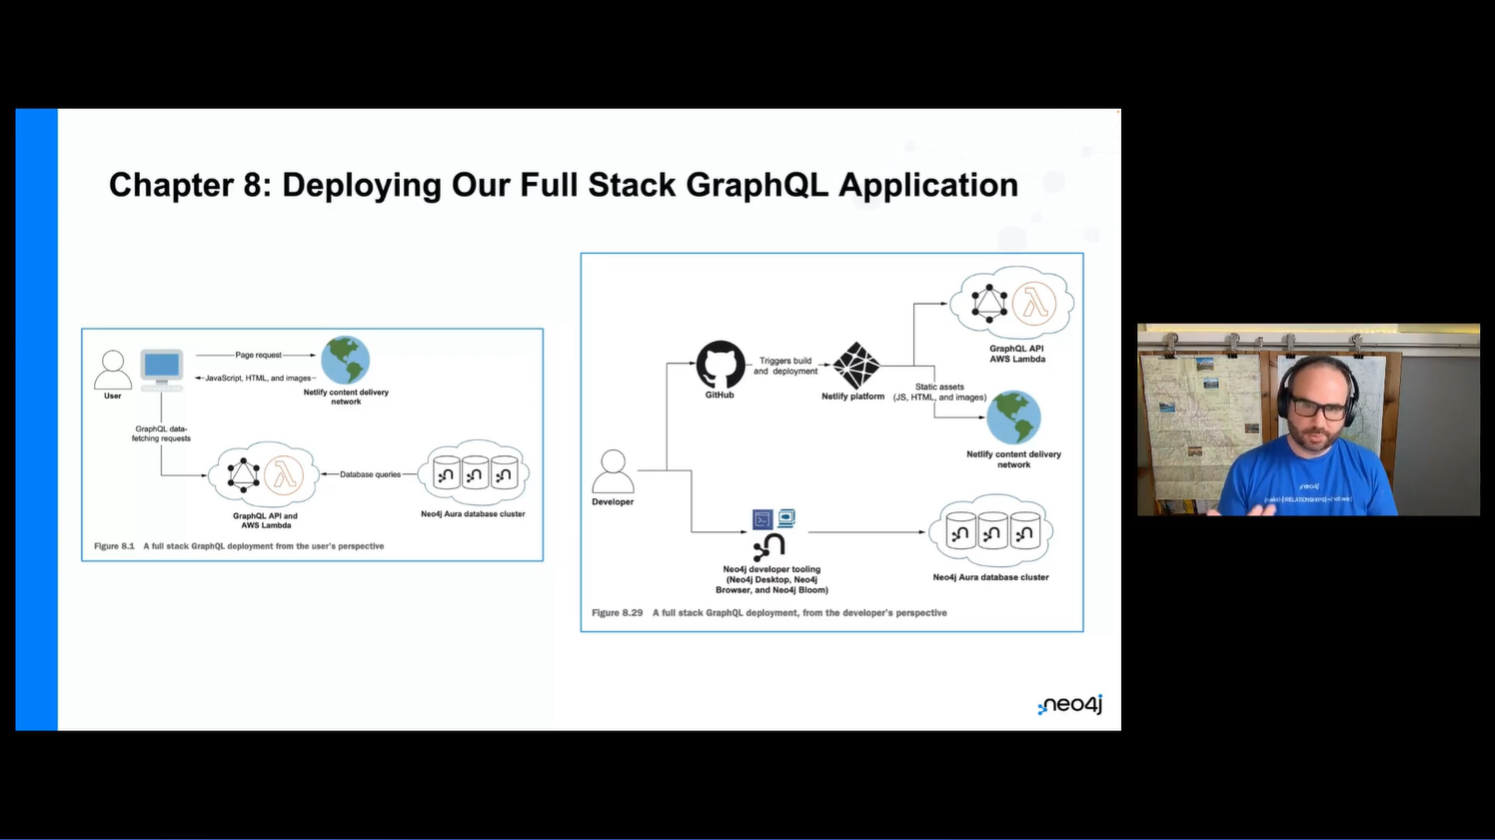 Chapter 8: Deploying Our Full Stack GraphQL Application
Page request
JavaScript, HTML, and images
User
Netlify content delivery
network
GraphQL data-
fetching requests
Database queries
GraphQL API and
AWS Lambda
Neo4j Aura database cluster
Figure 8.1 A full stack GraphQL deployment from the user's perspective
GraphQL API
AWS Lambda
Triggers build
and deployment
GitHub
Netlify platform
Static assets
(JS, HTML, and images)
Netlify content delivery
network
Developer
Neo4j developer tooling
(Neo4j Desktop, Neo4j
Browser, and Neo4j Bloom)
Neo4j Aura database cluster
Figure 8.29 A full stack GraphQL deployment, from the developer's perspective
neo4j
neo4j